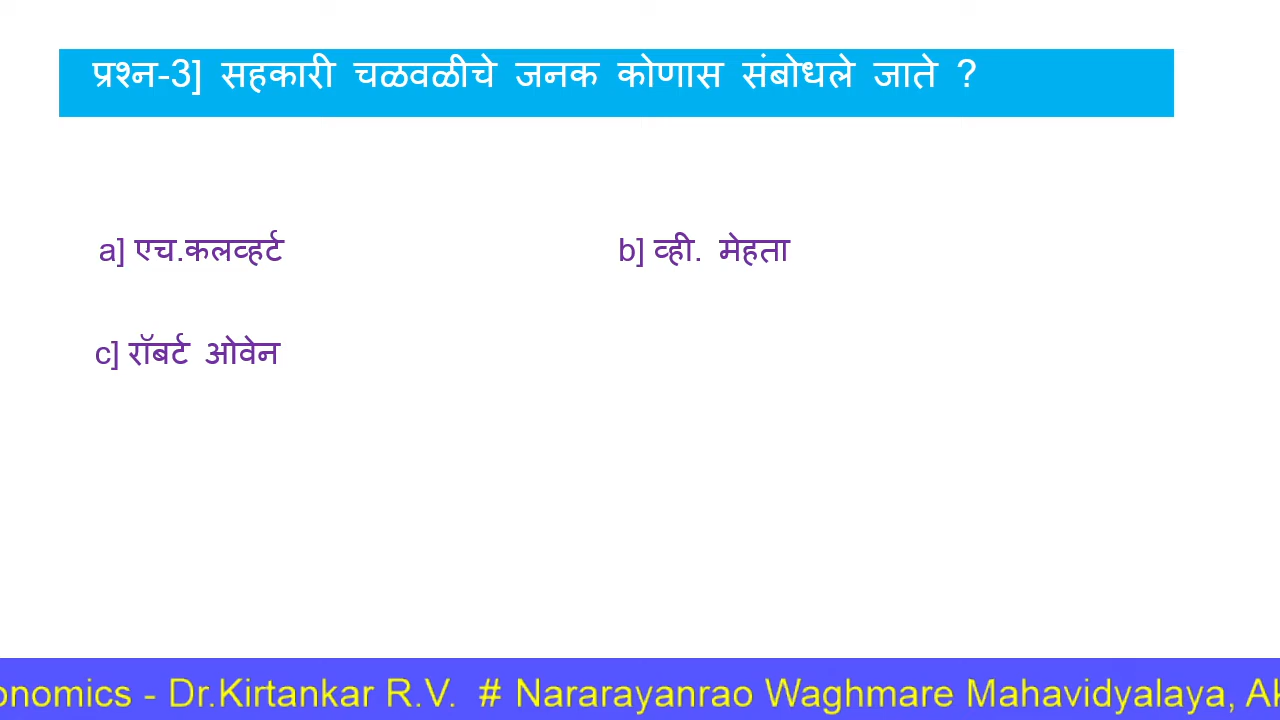 प्रश्न-3] सहकारी चळवळीचे जनक कोणास संबोधले जाते ?
a] एच.कलव्हर्ट b] व्ही. मेहता
c] रॉबर्ट ओवेन
onomics - Dr.Kirtankar R.V. # Nararayanrao Waghmare Mahavidyalaya, Ak